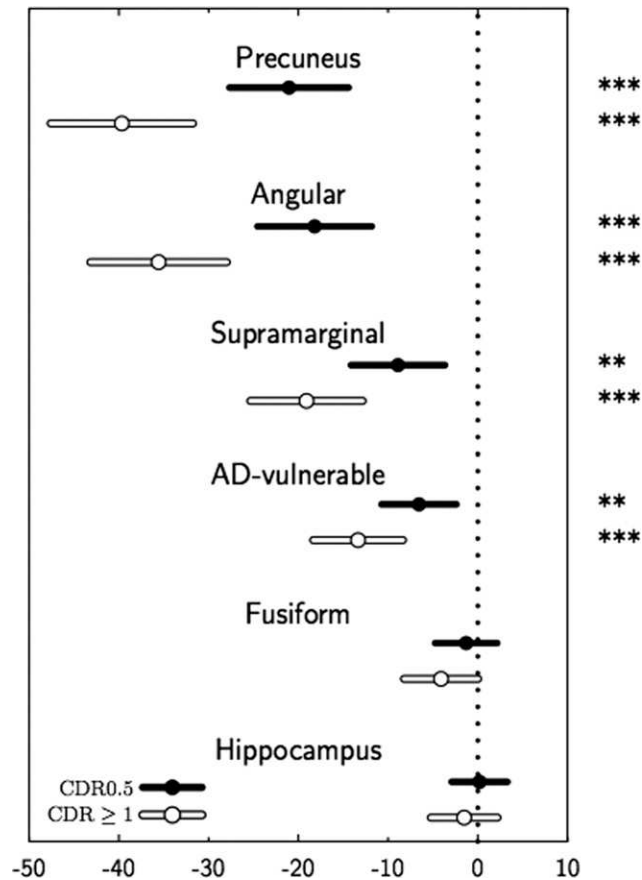 Precuneus
***
***
Angular
***
***
Supramarginal
**
***
AD-vulnerable
**
***
Fusiform
Hippocampus
CDR0.5
CDR ≥ 1
-50 -40 -30 -20 -10 0 10